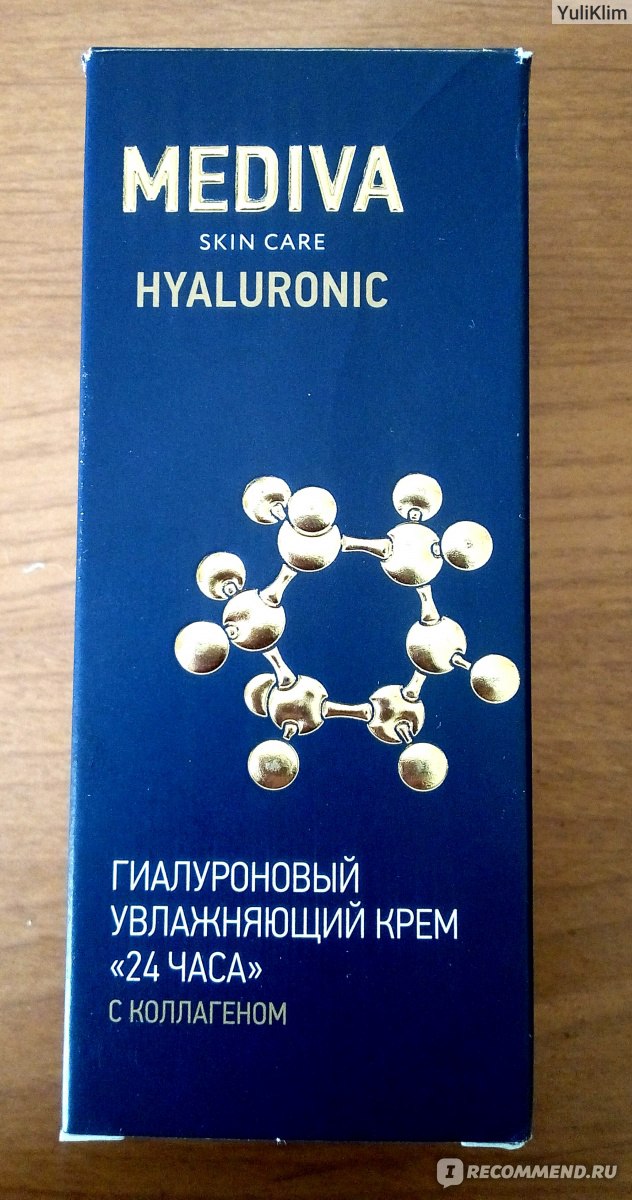 YuliKlim
MEDIVA
SKIN CARE
HYALURONIC
ГИАЛУРОНОВЫЙ
УВЛАЖНЯЮЩИЙ КРЕМ
«24 ЧАСА»
С КОЛЛАГЕНОМ
I RECOMMEND.RU